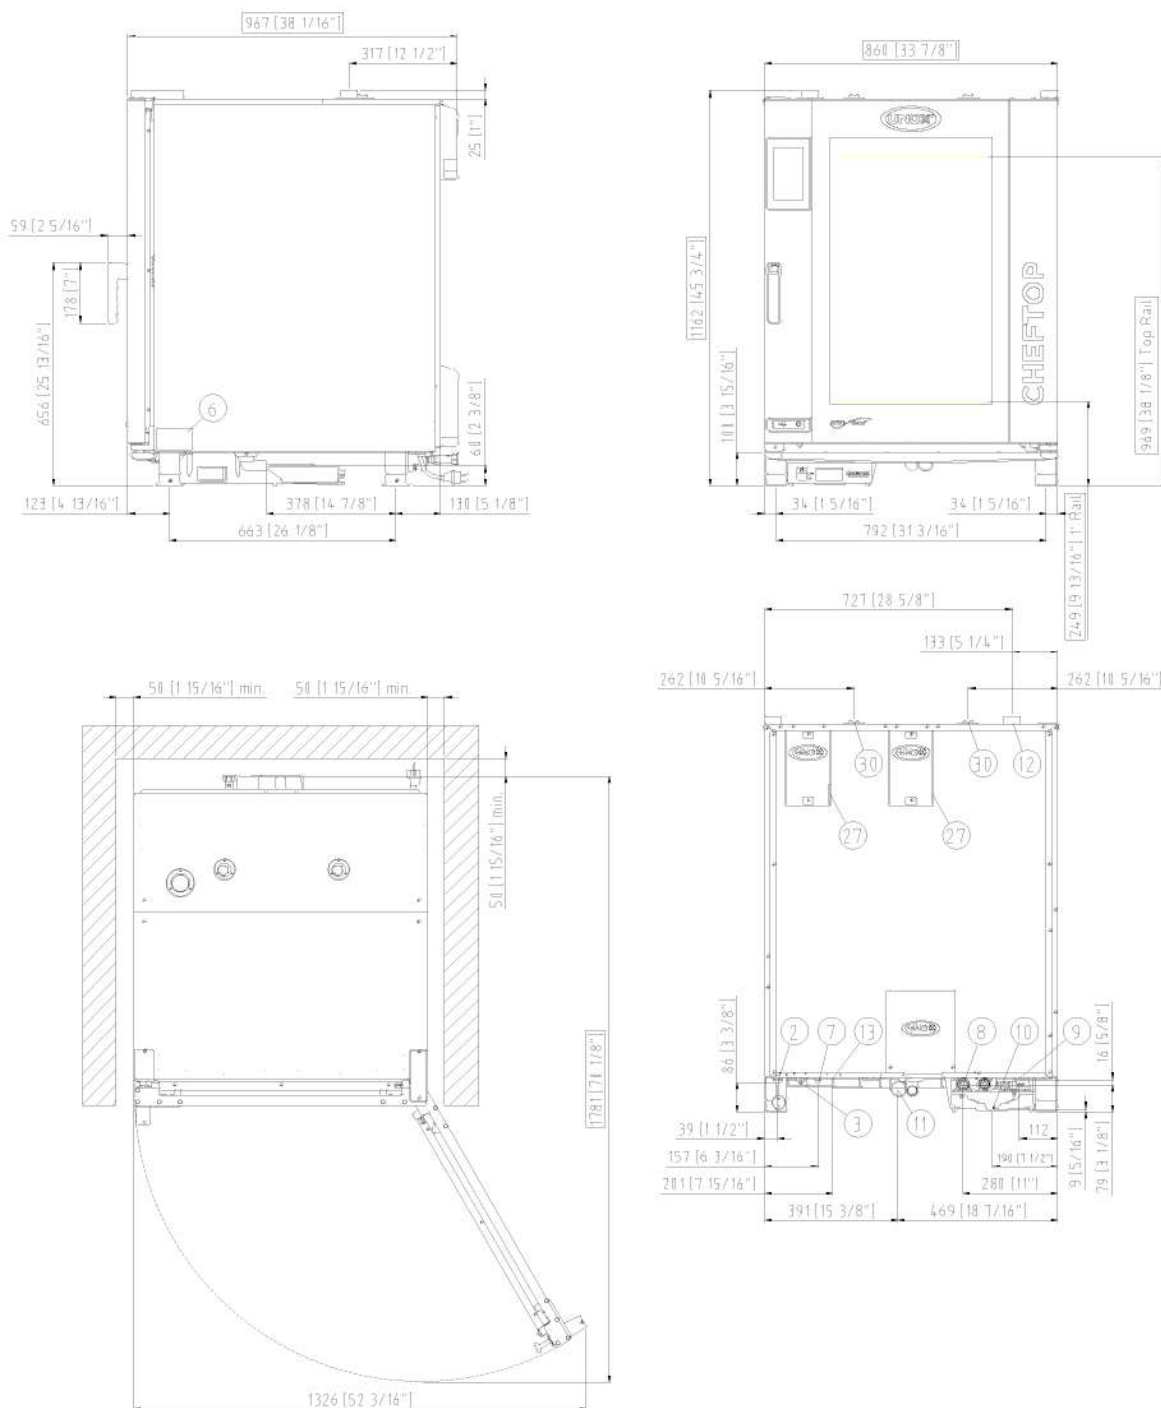 967 [38 1/16"]
317 [12 1/2"]
25 [1"]
59 [2 5/16"]
178 [7"]
656 [25 13/16"]
6
60 [2 3/8"]
123 [4 13/16"]
378 [14 7/8"]
130 [5 1/8"]
663 [26 1/8"]
860 [33 7/8"]
UNOX
1162 [45 3/4"]
CHEFTOP
100 [3 15/16"]
969 [38 1/8"] Top Rail
34 [1 5/16"]
34 [1 5/16"]
792 [31 3/16"]
249 [9 13/16"] 1° Rail
50 [1 15/16"] min.
50 [1 15/16"] min.
50 [1 15/16"] min.
1781 [70 1/8"]
1326 [52 3/16"]
727 [28 5/8"]
133 [5 1/4"]
262 [10 5/16"]
262 [10 5/16"]
30
30
12
27
27
86 [3 3/8"]
2
7
13
8
10
9
16 [5/8"]
3
11
39 [1 1/2"]
112
157 [6 3/16"]
190 [7 1/2"]
9 [5/16"]
79 [3 1/8"]
201 [7 15/16"]
280 [11"]
391 [15 3/8"]
469 [18 7/16"]